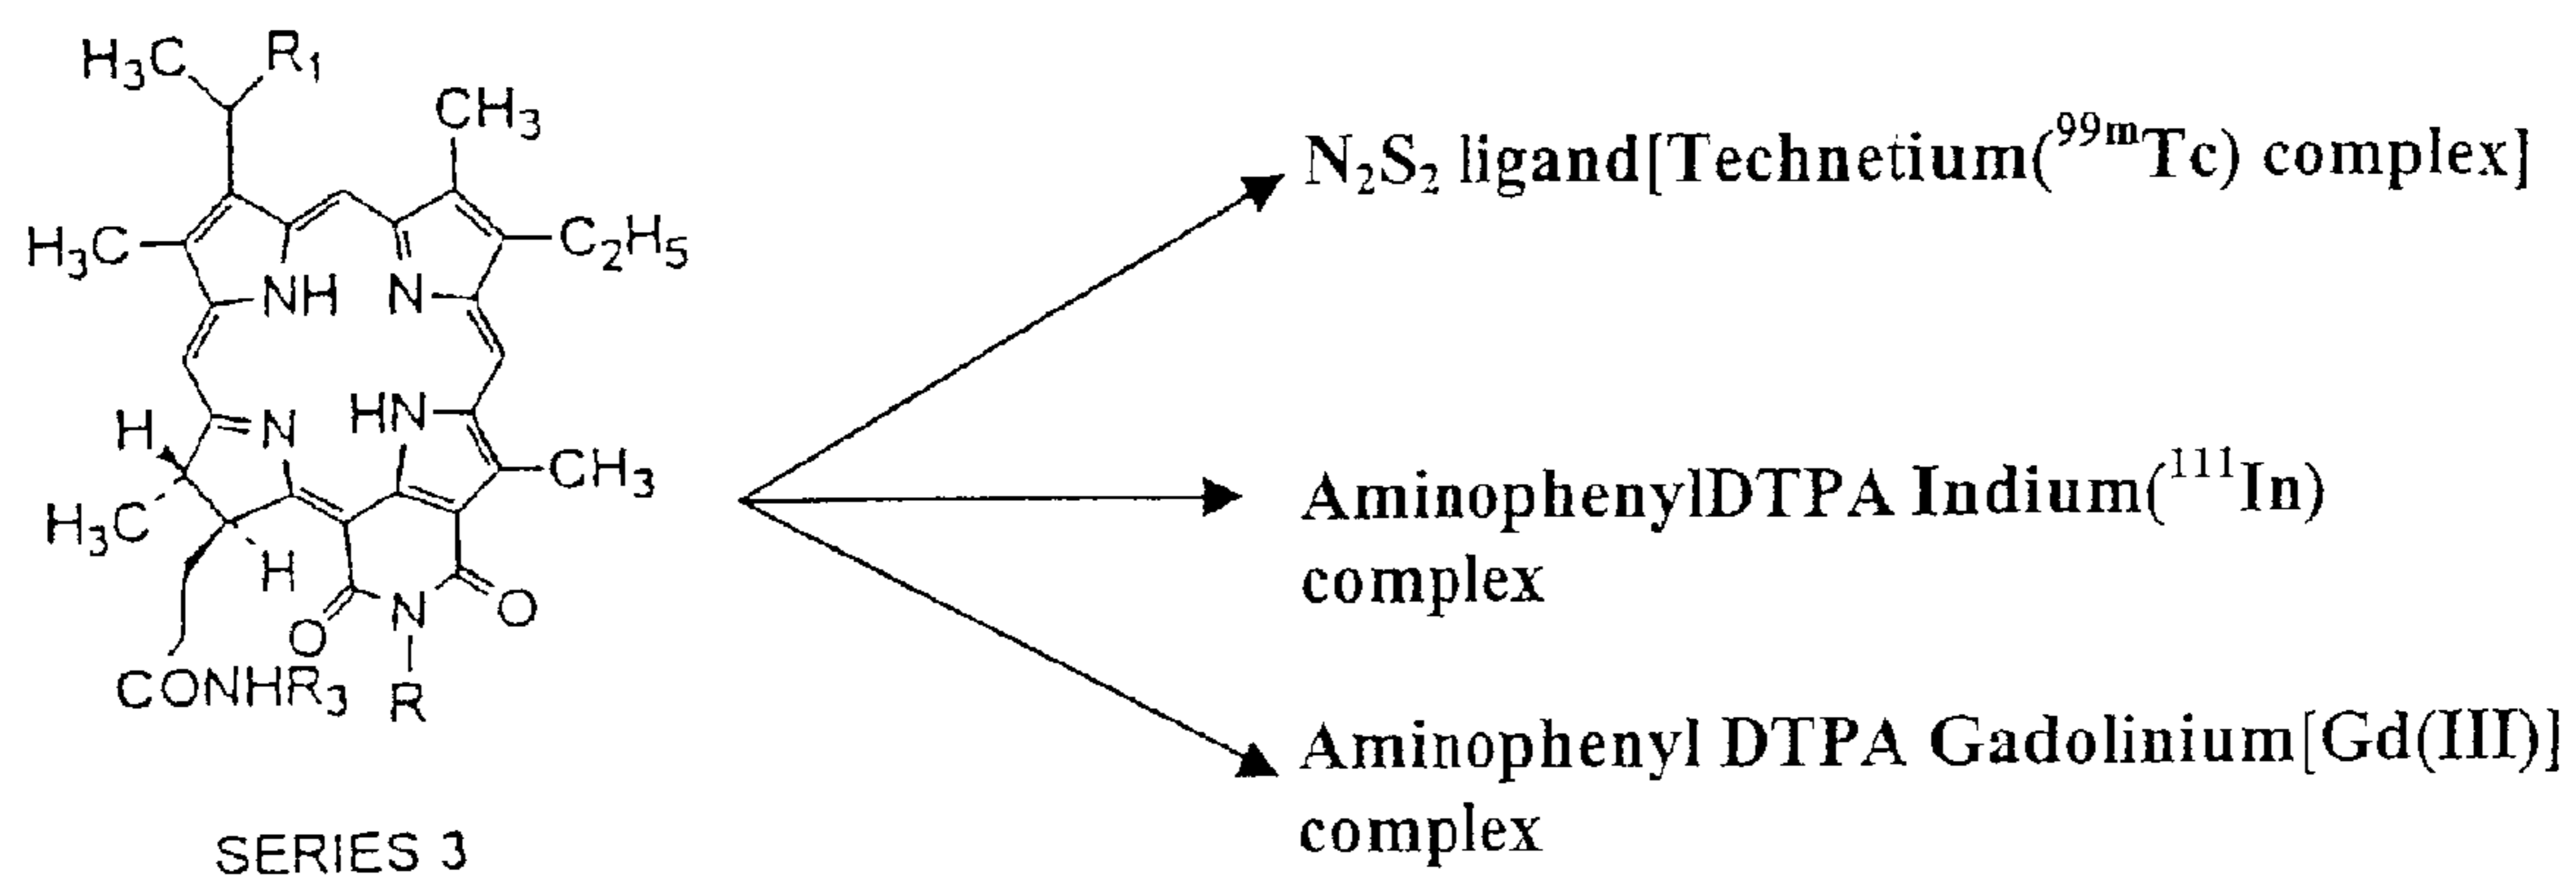 H₃C R₁
CH₃
H₃C C₂H₅
NH N
N HN
H
H₃C CH₃
H
O N O
CONHR₃ R
SERIES 3
N₂S₂ ligand[Technetium(⁹⁹ᵐTc) complex]
AminophenylDTPA Indium(¹¹¹In)
complex
Aminophenyl DTPA Gadolinium[Gd(III)]
complex